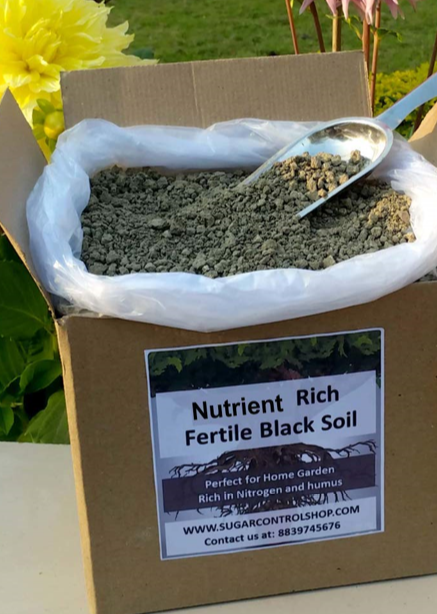 Nutrient Rich
Fertile Black Soil
Perfect for Home Garden
Rich in Nitrogen and humus
WWW.SUGARCONTROLSHOP.COM
Contact us at: 8839745676